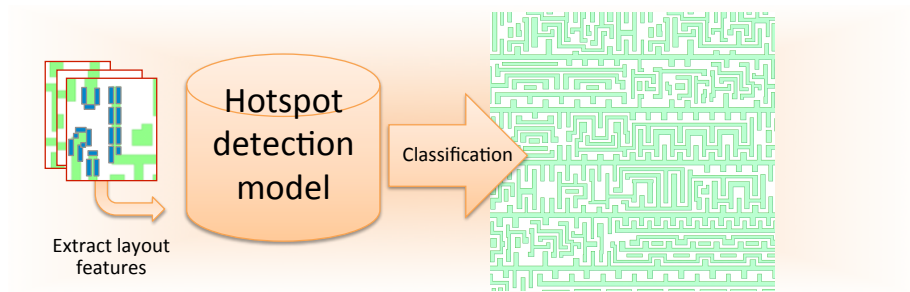 Hotspot
detection
model
Classification
Extract layout
features